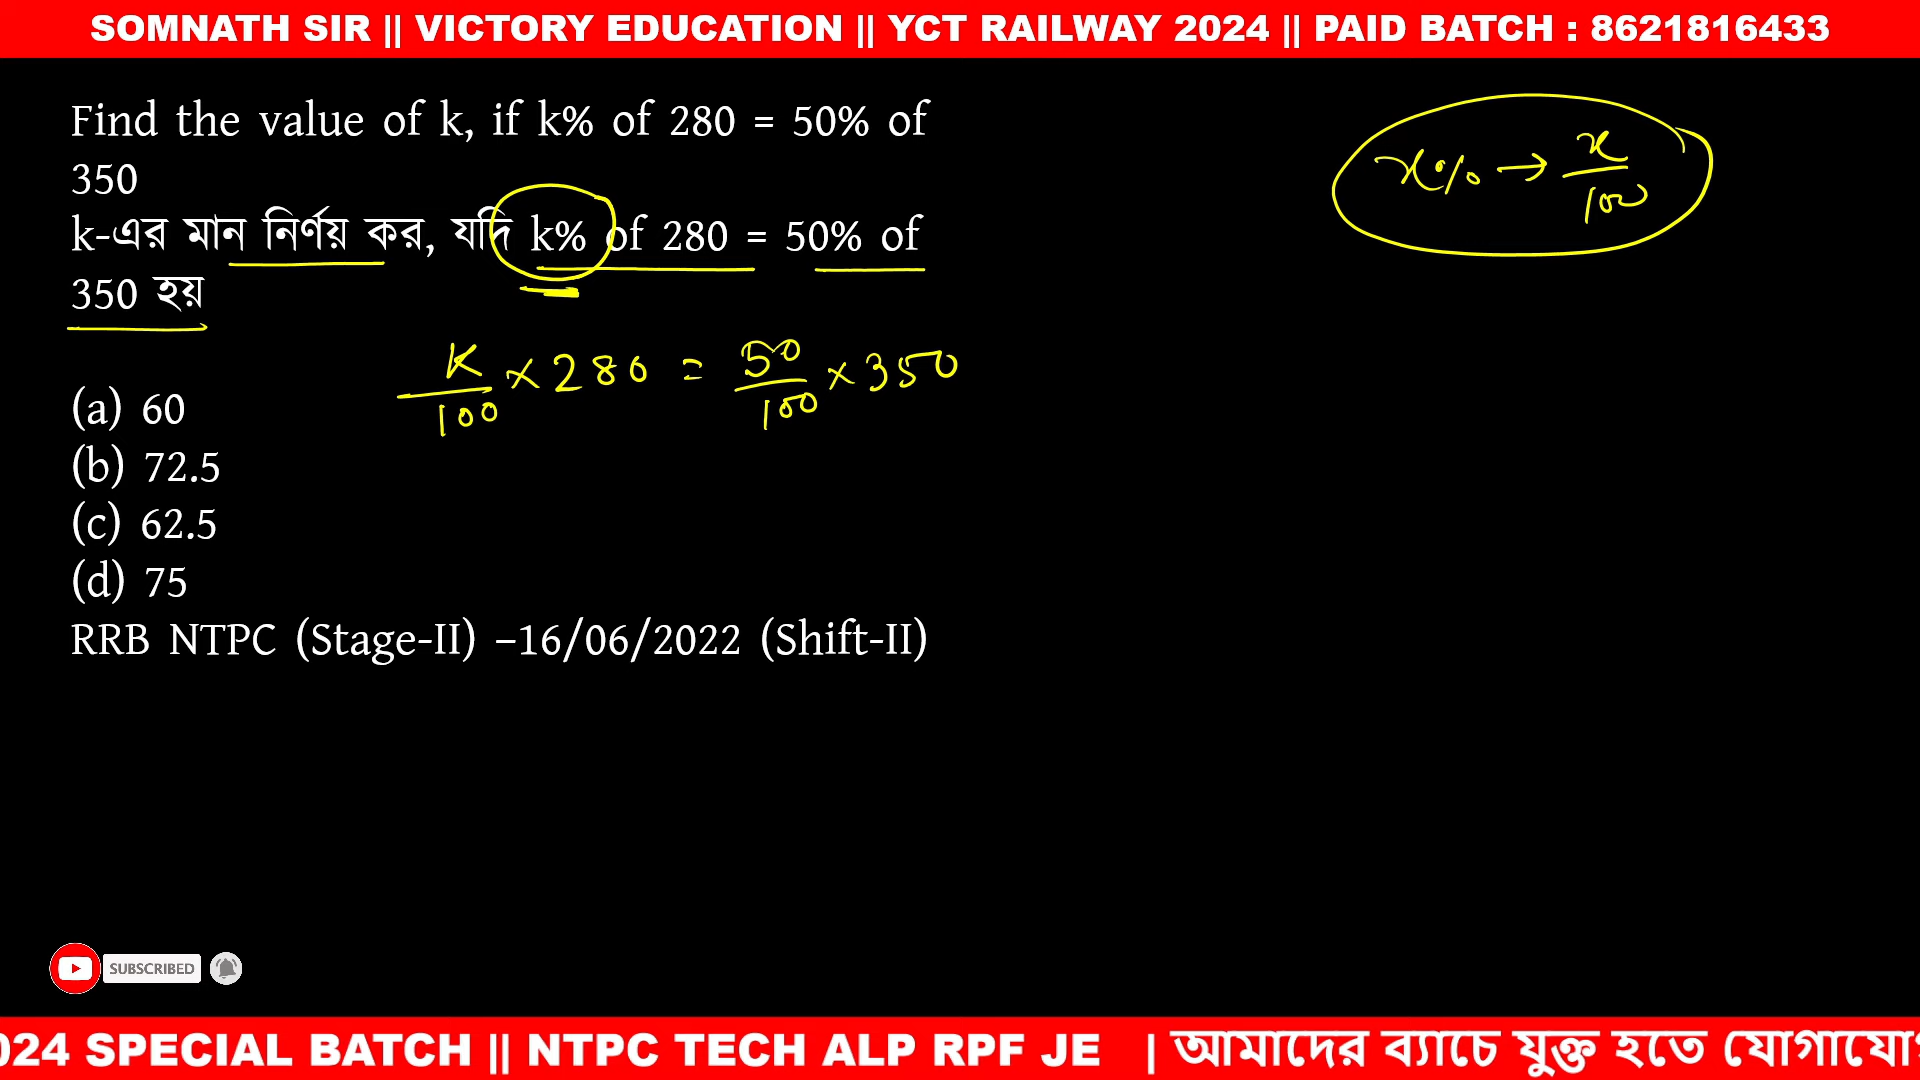 SOMNATH SIR || VICTORY EDUCATION || YCT RAILWAY 2024 || PAID BATCH : 8621816433
Find the value of k, if k% of 280 = 50% of
350
k-এর মান নির্ণয় কর, যদি k% of 280 = 50% of
350 হয়
x% → x/100
K/100 × 280 = 50/100 × 350
(a) 60
(b) 72.5
(c) 62.5
(d) 75
RRB NTPC (Stage-II) –16/06/2022 (Shift-II)
SUBSCRIBED
024 SPECIAL BATCH || NTPC TECH ALP RPF JE | আমাদের ব্যাচে যুক্ত হতে